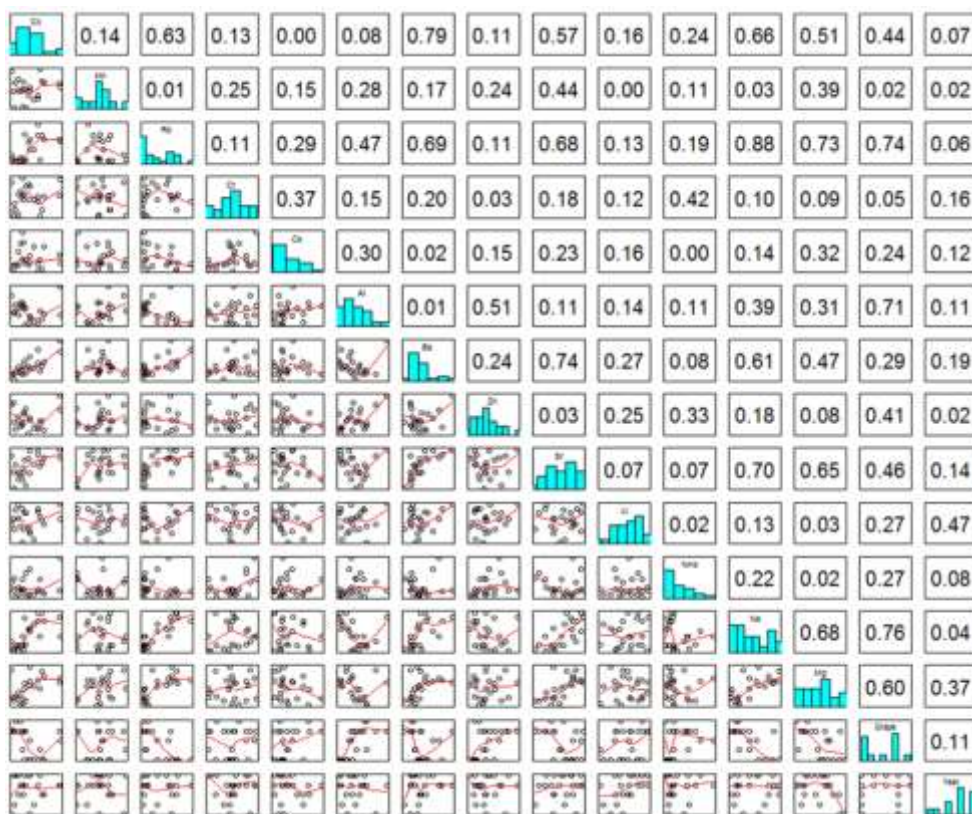 0.14 0.63 0.13 0.00 0.08 0.79 0.11 0.57 0.16 0.24 0.66 0.51 0.44 0.07
0.01 0.25 0.15 0.28 0.17 0.24 0.44 0.00 0.11 0.03 0.39 0.02 0.02
Rb 0.11 0.29 0.47 0.69 0.11 0.68 0.13 0.19 0.88 0.73 0.74 0.06
Cr 0.37 0.15 0.20 0.03 0.18 0.12 0.42 0.10 0.09 0.05 0.16
0.30 0.02 0.15 0.23 0.16 0.00 0.14 0.32 0.24 0.12
Al 0.01 0.51 0.11 0.14 0.11 0.39 0.31 0.71 0.11
Ba 0.24 0.74 0.27 0.08 0.61 0.47 0.29 0.19
Zn 0.03 0.25 0.33 0.18 0.08 0.41 0.02
Sr 0.07 0.07 0.70 0.65 0.46 0.14
0.02 0.13 0.03 0.27 0.47
0.22 0.02 0.27 0.08
0.68 0.76 0.04
Mg 0.60 0.37
Grape 0.11
Year